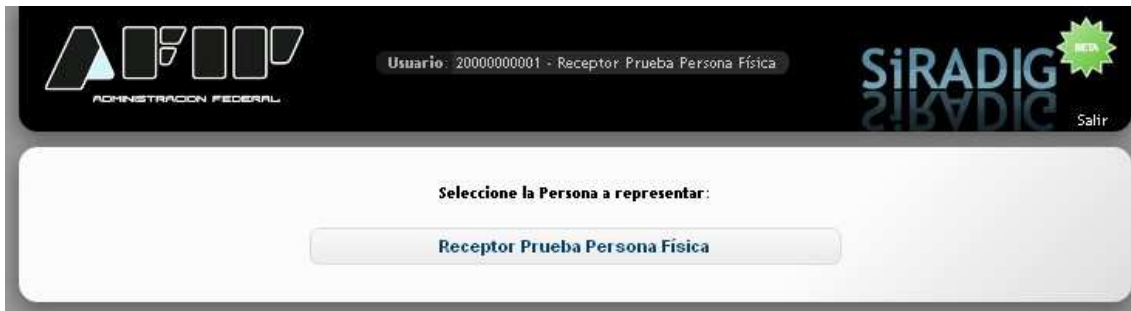 AFIP
ADMINISTRACION FEDERAL
Usuario: 20000000001 - Receptor Prueba Persona Física
SiRADIG
BETA
Salir
Seleccione la Persona a representar:
Receptor Prueba Persona Física